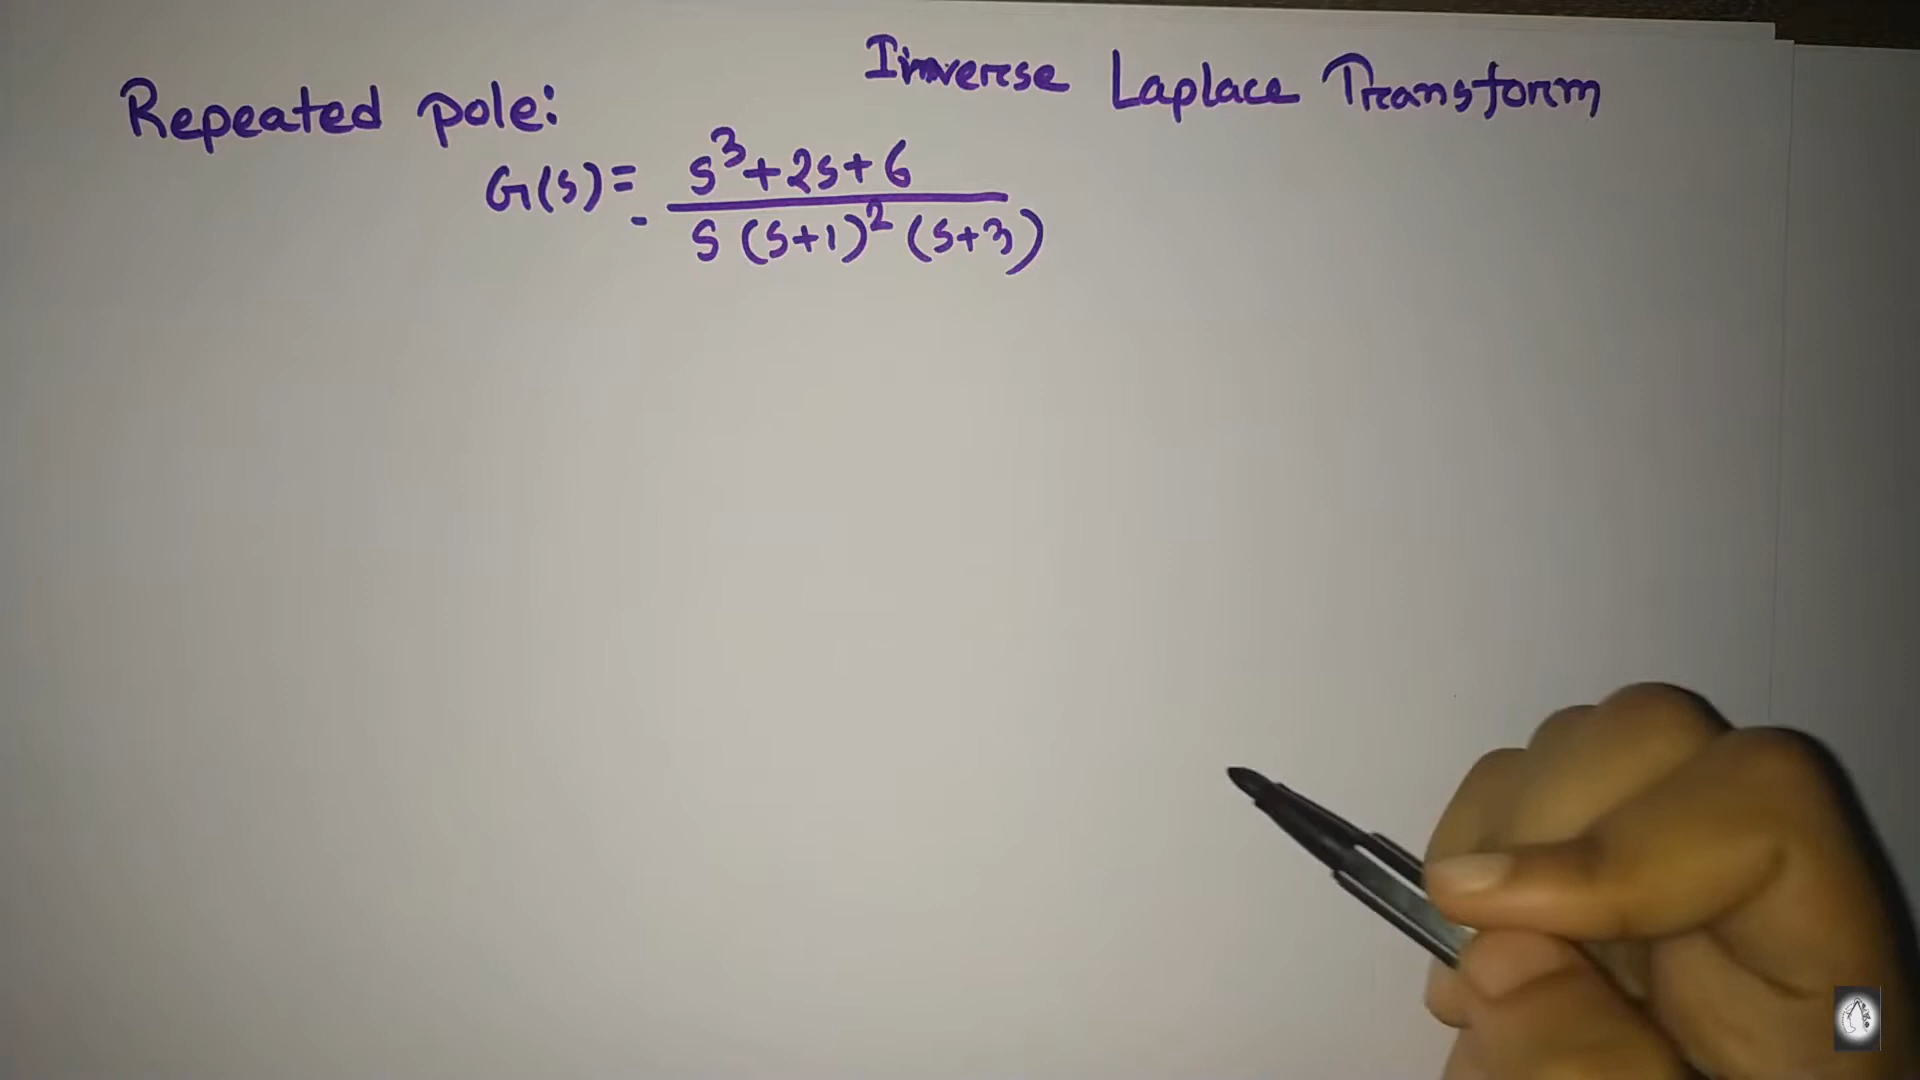 Inverse Laplace Transform
Repeated pole:
G(s) = s³+2s+6 / s(s+1)²(s+3)